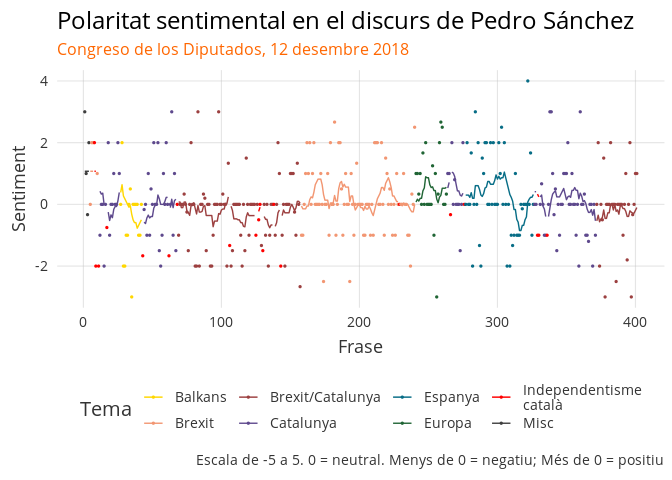 Polaritat sentimental en el discurs de Pedro Sánchez
Congreso de los Diputados, 12 desembre 2018
Sentiment
4
2
0
-2
0 100 200 300 400
Frase
Tema
Balkans Brexit/Catalunya Espanya Independentisme
català
Brexit Catalunya Europa Misc
Escala de -5 a 5. 0 = neutral. Menys de 0 = negatiu; Més de 0 = positiu